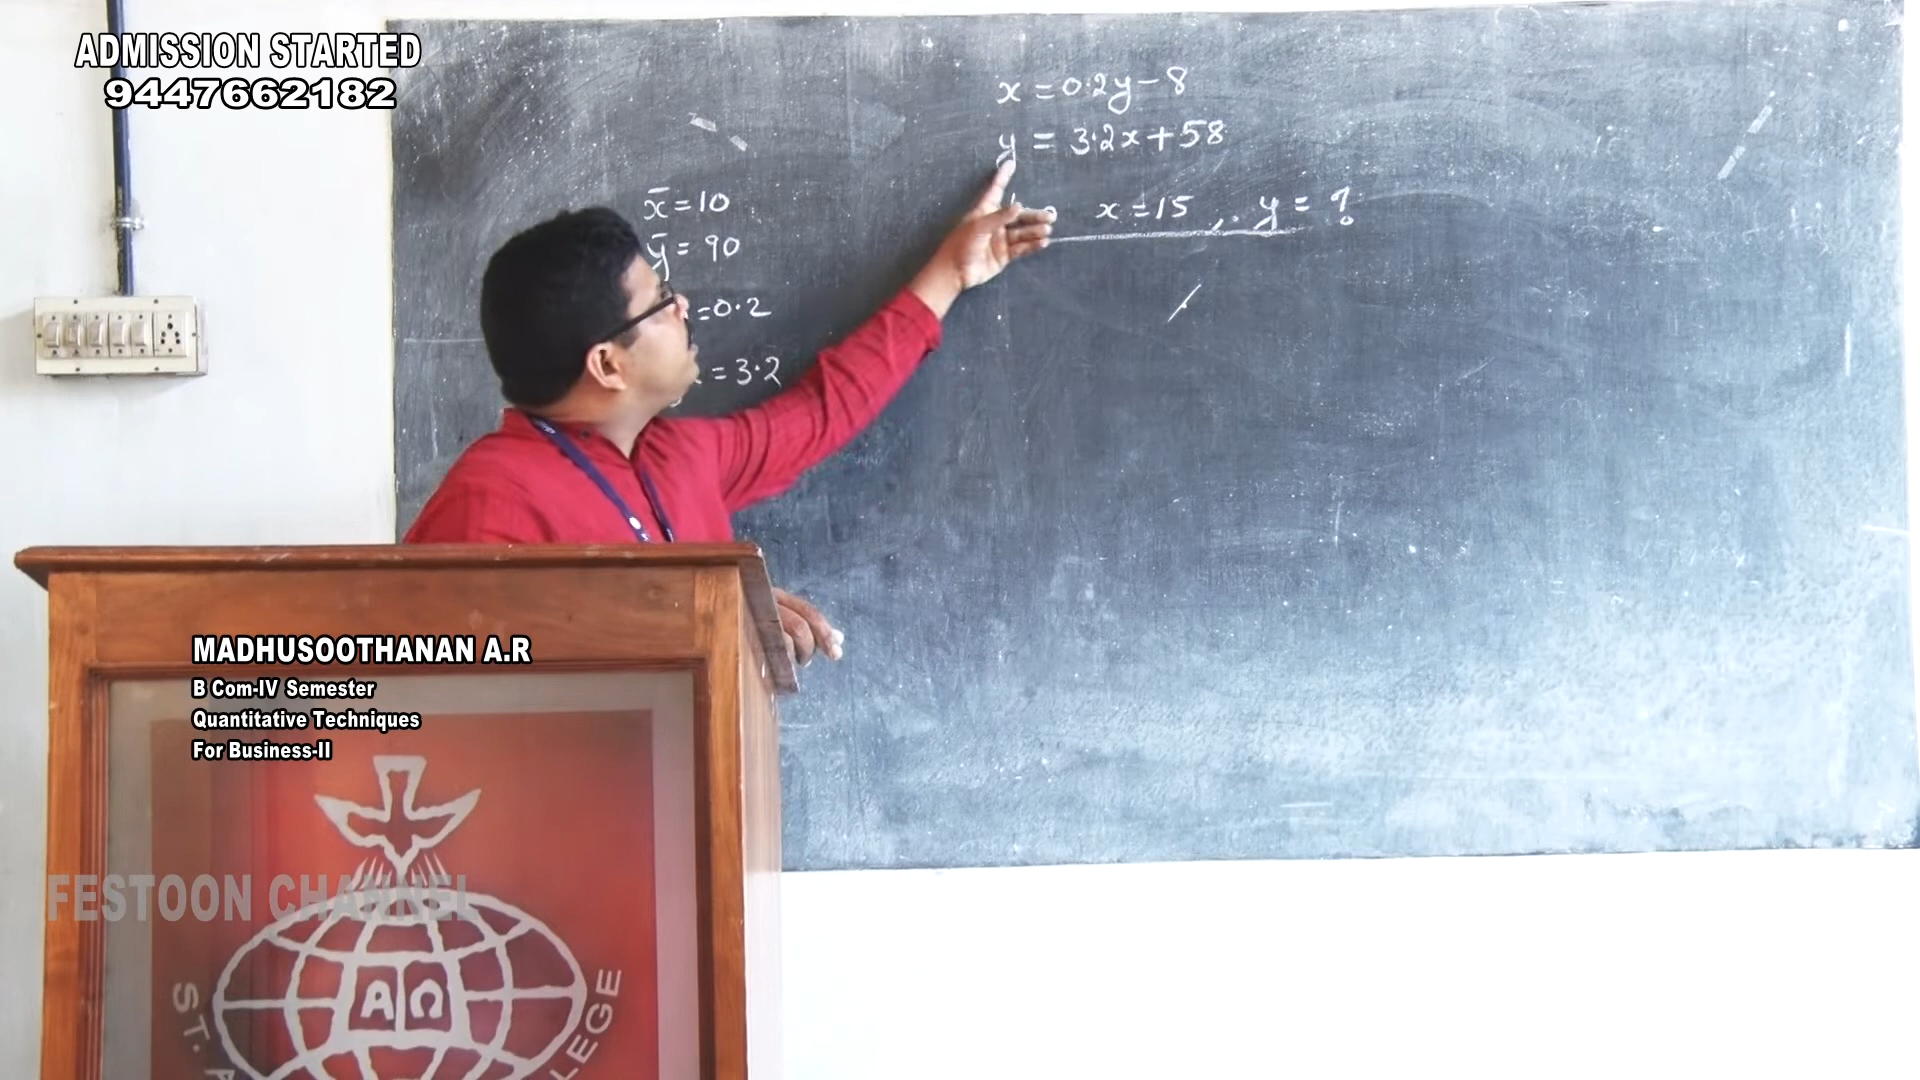 ADMISSION STARTED
9447662182
x = 0.2y - 8
y = 3.2x + 58
x = 15, y = ?
x̄ = 10
ȳ = 90
= 0.2
= 3.2
MADHUSOOTHANAN A.R
B Com-IV Semester
Quantitative Techniques
For Business-II
FESTOON CHANNEL
Α Ω
ST.